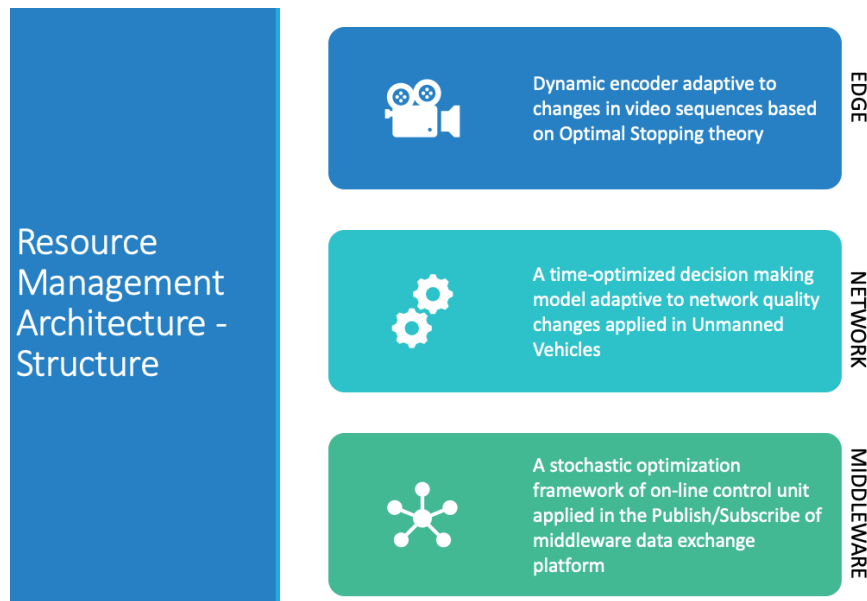 Resource
Management
Architecture -
Structure
Dynamic encoder adaptive to
changes in video sequences based
on Optimal Stopping theory
EDGE
A time-optimized decision making
model adaptive to network quality
changes applied in Unmanned
Vehicles
NETWORK
A stochastic optimization
framework of on-line control unit
applied in the Publish/Subscribe of
middleware data exchange
platform
MIDDLEWARE